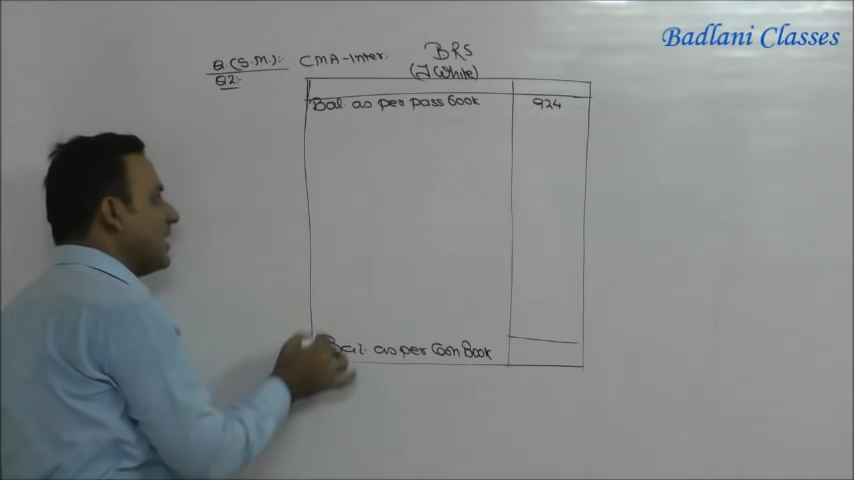 Badlani Classes
Q.(S.M.):- CMA-Inter:- BRS
Q2:- (J White)
Bal. as per pass book 924
Bal. as per Cash Book